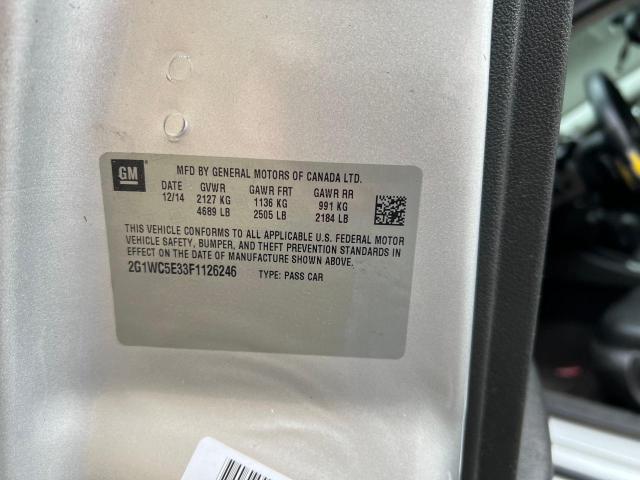 GM
MFD BY GENERAL MOTORS OF CANADA LTD.
DATE GVWR GAWR FRT GAWR RR
12/14 2127 KG 1136 KG 991 KG
4689 LB 2505 LB 2184 LB
THIS VEHICLE CONFORMS TO ALL APPLICABLE U.S. FEDERAL MOTOR
VEHICLE SAFETY, BUMPER, AND THEFT PREVENTION STANDARDS IN
EFFECT ON THE DATE OF MANUFACTURE SHOWN ABOVE.
2G1WC5E33F1126246 TYPE: PASS CAR